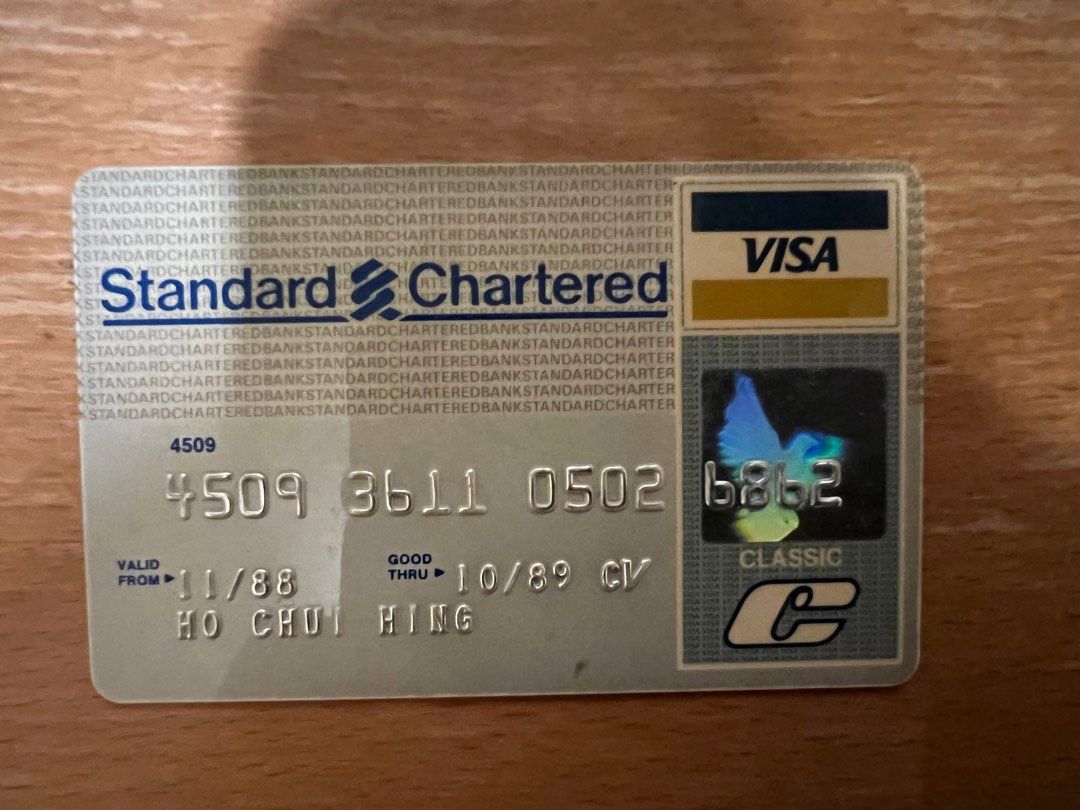 STANDARDCHARTEREDBANKSTANDARDCHARTEREDBANKSTANDARDCHARTER
Standard Chartered
VISA
4509
4509 3611 0502 6862
VALID FROM 11/88 GOOD THRU 10/89 CV
HO CHUI HING
CLASSIC
C